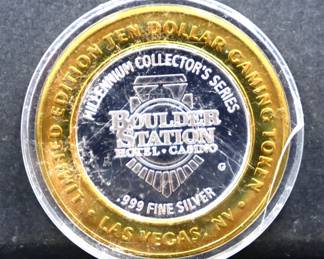 LIMITED EDITION TEN DOLLAR GAMING TOKEN
MILLENNIUM COLLECTOR'S SERIES
BOULDER
STATION
HOTEL • CASINO
G
.999 FINE SILVER
• LAS VEGAS, NV •